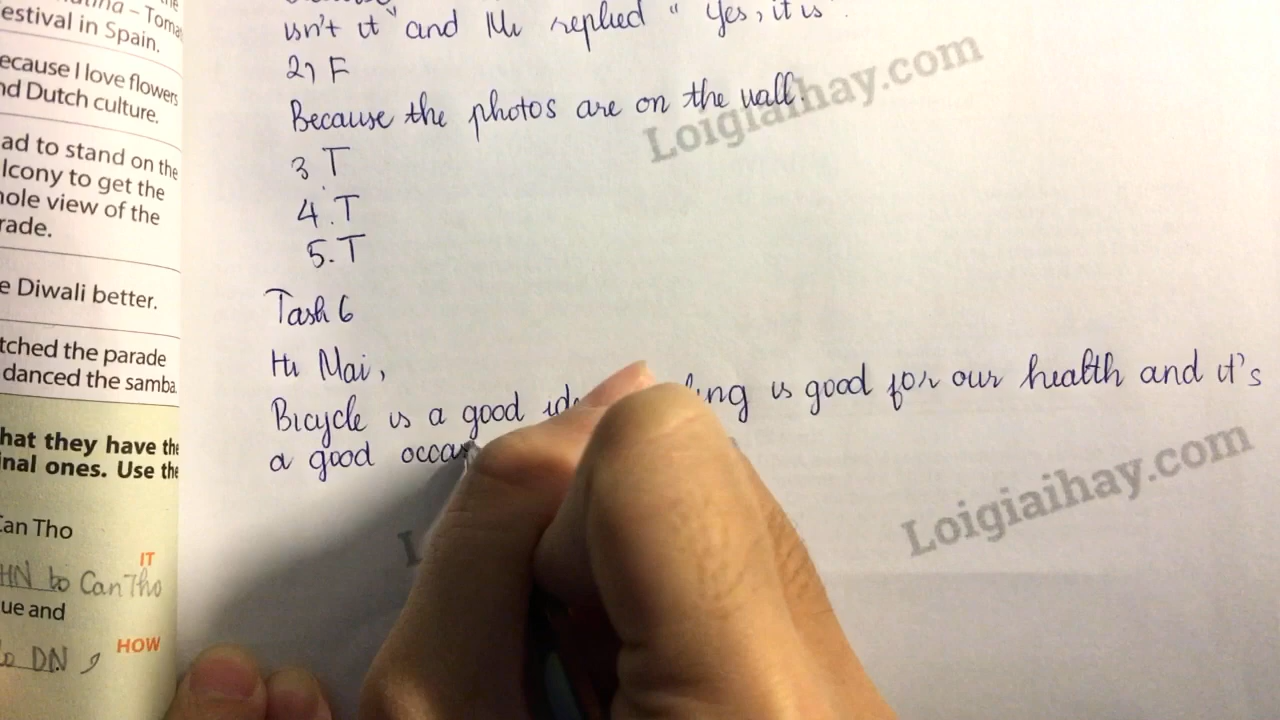 estival in Spain.
ecause I love flowers
nd Dutch culture.
ad to stand on the
lcony to get the
hole view of the
rade.
e Diwali better.
tched the parade
danced the samba.
hat they have the
inal ones. Use the
Can Tho
IT
HN to Can Tho
ue and
HOW
to DN
isn't it" and Mi replied " Yes, it is".
2, F
Because the photos are on the wall.
3 T
4. T
5. T
Task 6
Hi Mai,
Bicycle is a good is good for our health and it's
a good
Loigiaihay.com
Loigiaihay.com